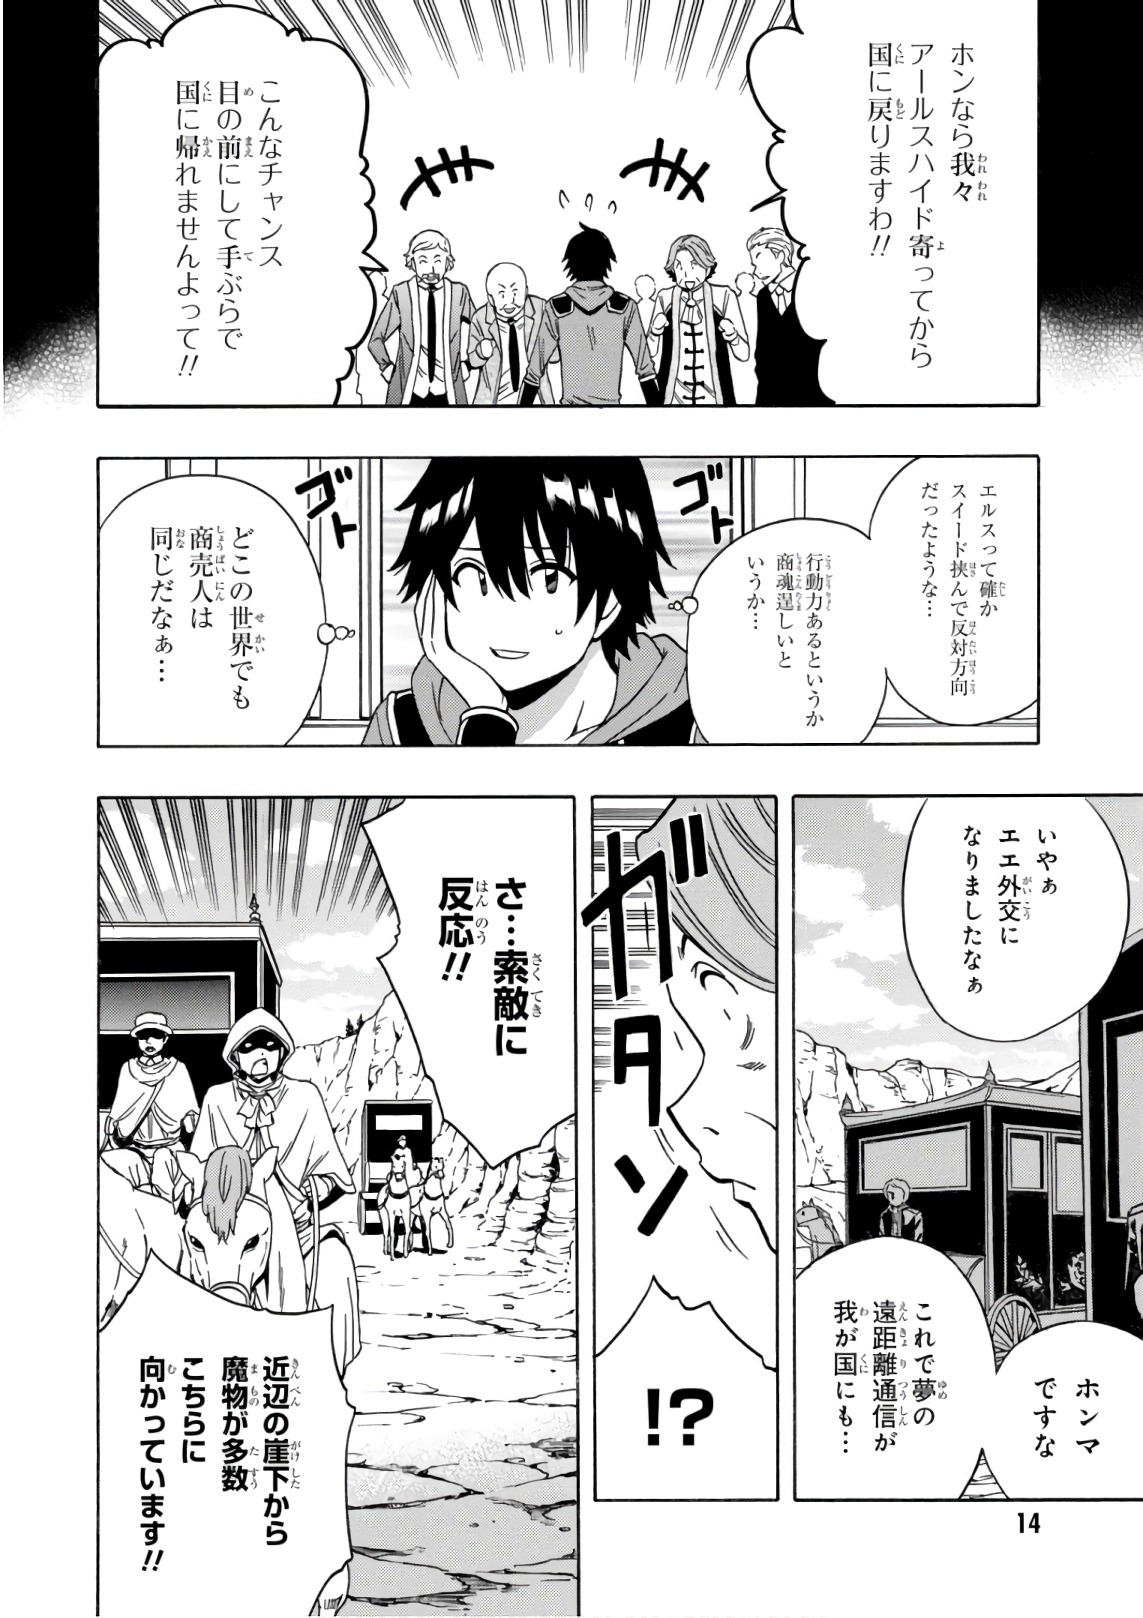 ホンなら我々
アールスハイド寄ってから
国に戻りますわ!!
こんなチャンス
目の前にして手ぶらで
国に帰れませんよって!!
エルスって確か
スイード挟んで反対方向
だったような…
行動力あるというか
商魂逞しいと
いうか…
ゴトゴト
どこの世界でも
商売人は
同じだなぁ…
いやぁ
エエ外交に
なりましたなぁ
ホンマ
ですな
これで夢の
遠距離通信が
我が国にも…
ガタンッ
!?
さ…索敵に
反応!!
近辺の崖下から
魔物が多数
こちらに
向かっています!!
14